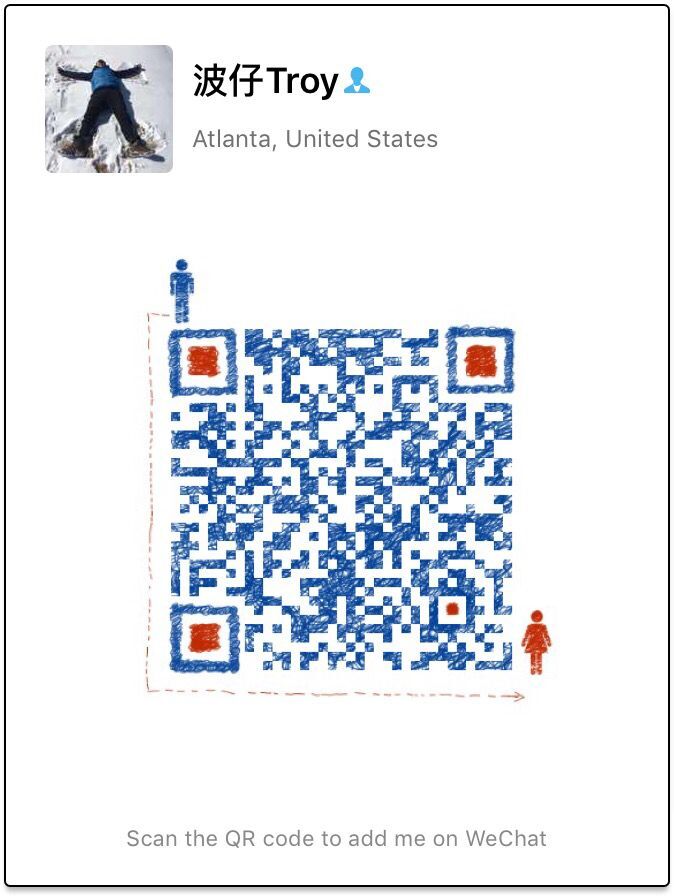 波仔Troy
Atlanta, United States
Scan the QR code to add me on WeChat